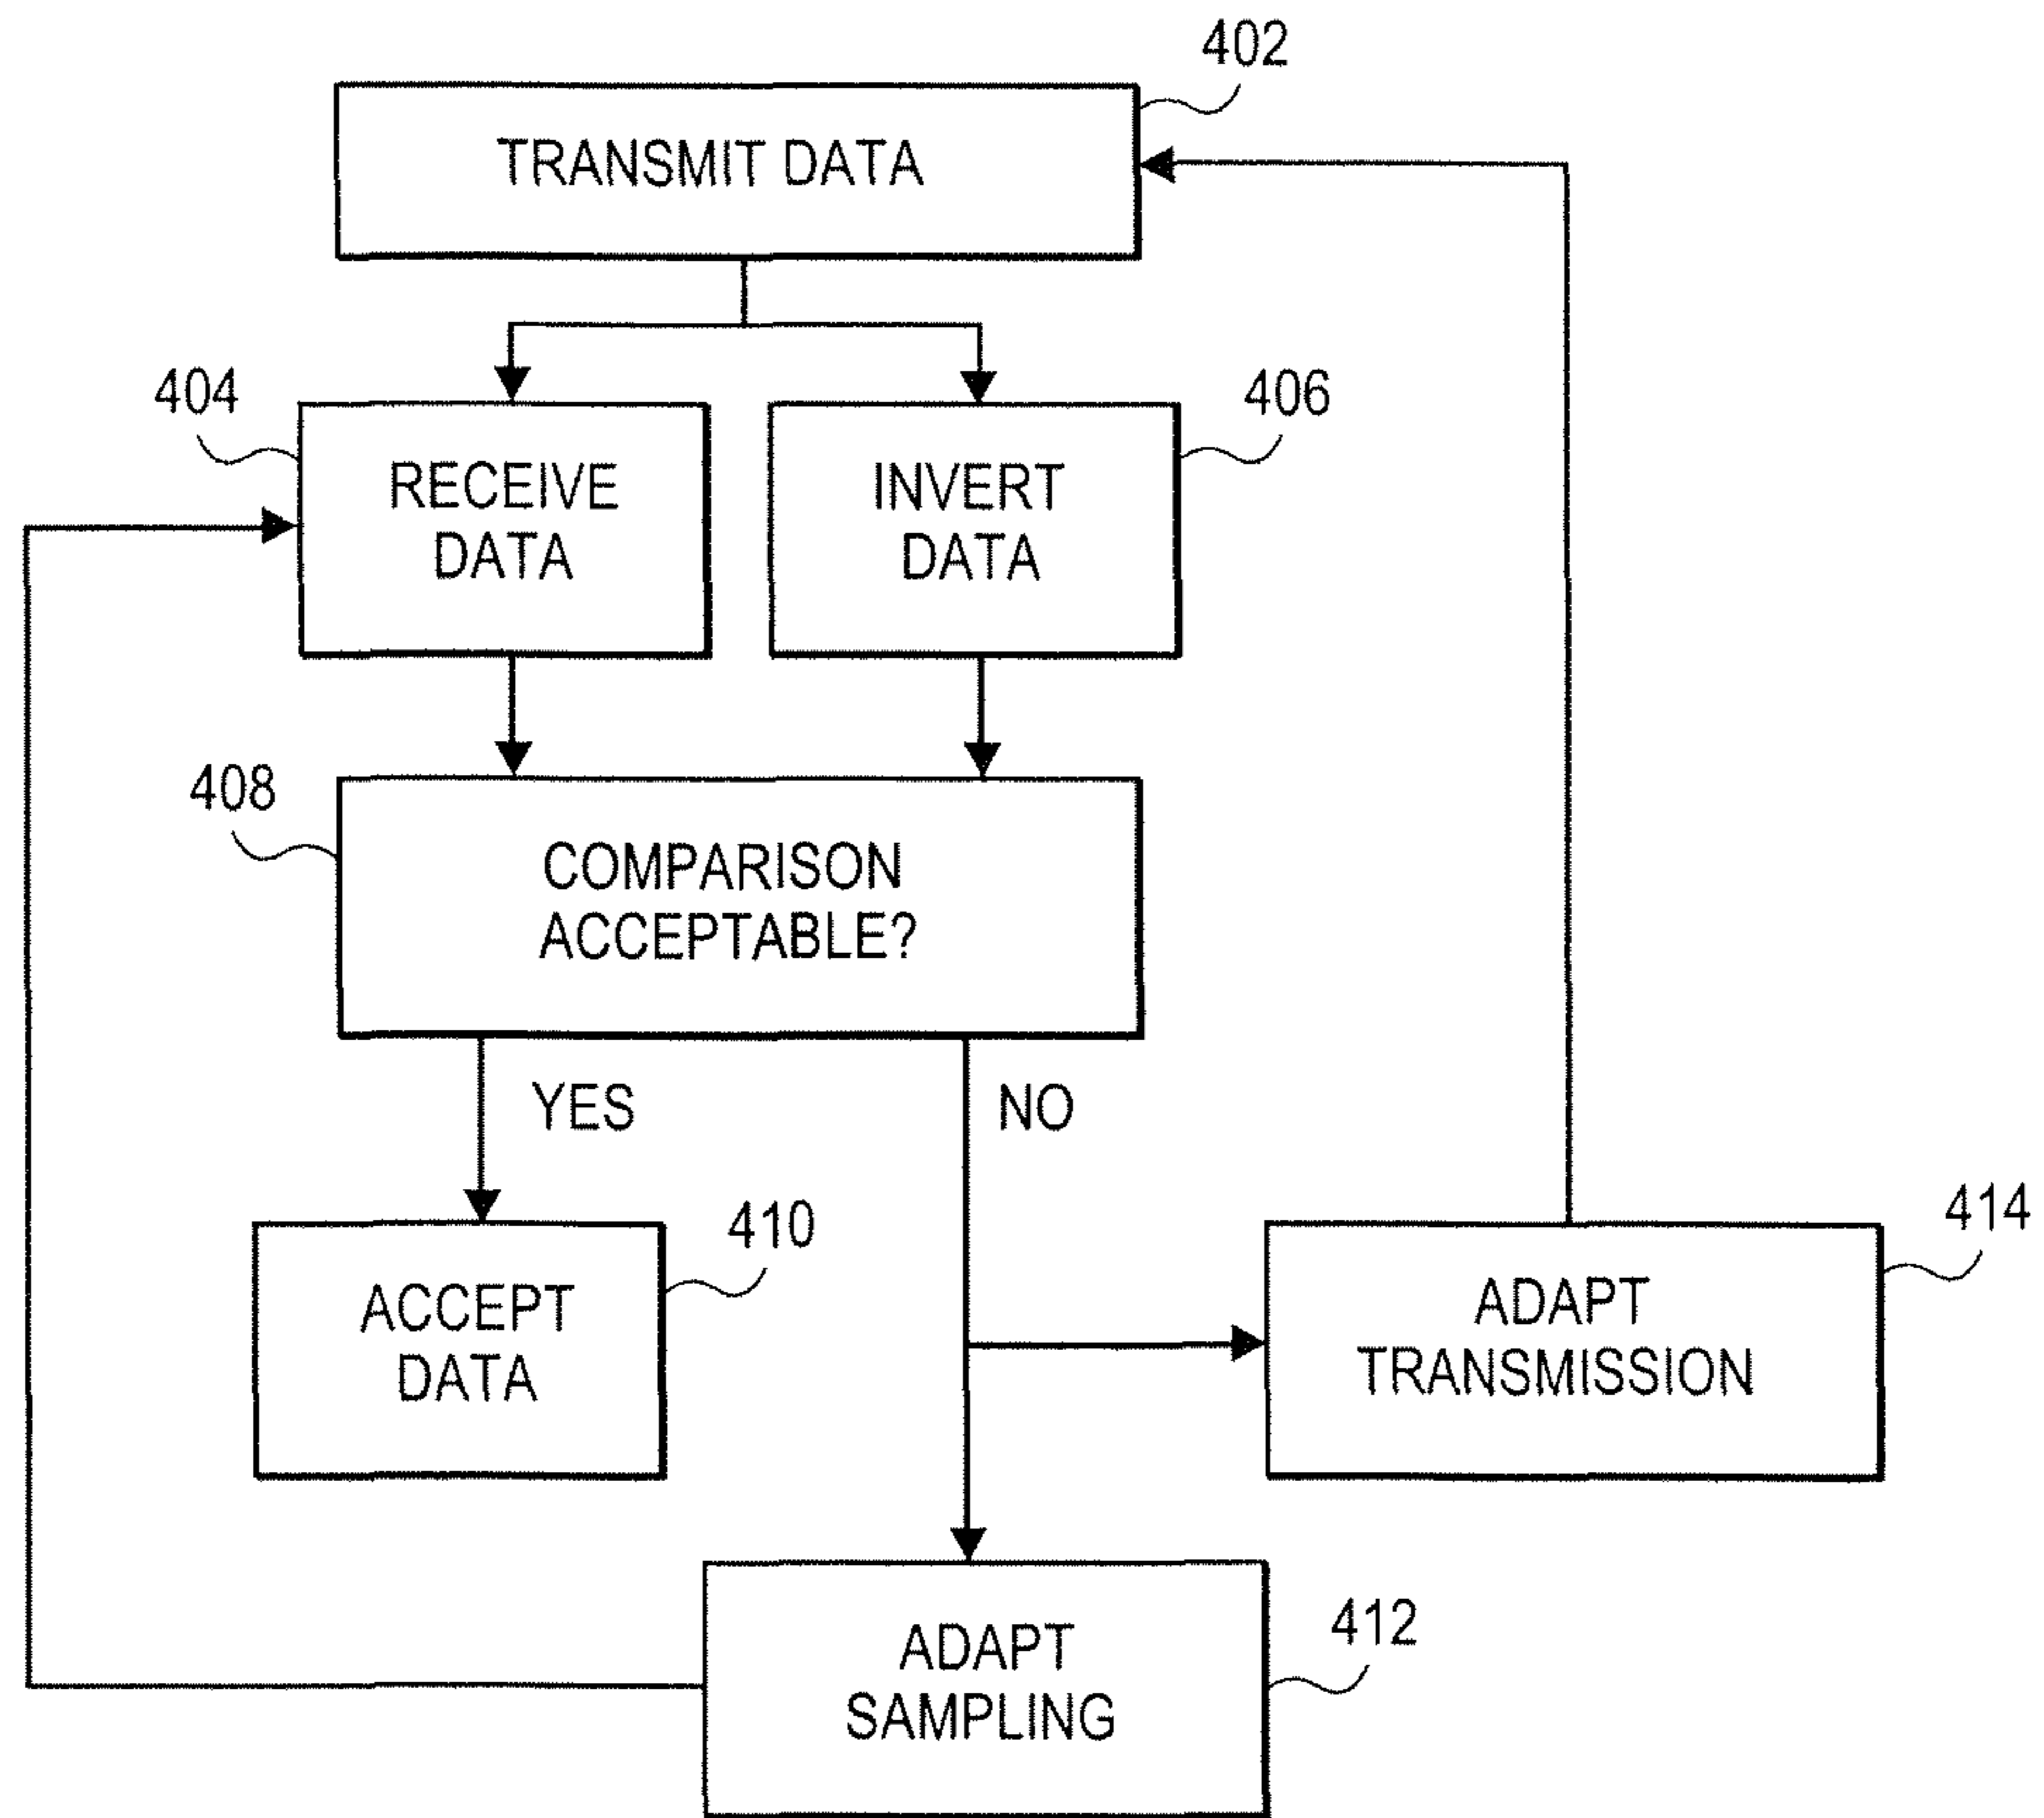 402
TRANSMIT DATA
404
406
RECEIVE
DATA
INVERT
DATA
408
COMPARISON
ACCEPTABLE?
YES
NO
410
414
ACCEPT
DATA
ADAPT
TRANSMISSION
412
ADAPT
SAMPLING